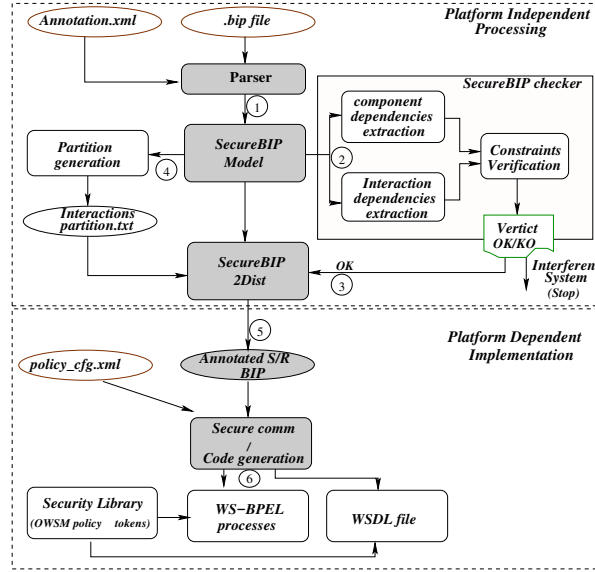 Annotation.xml
.bip file
Platform Independent
Processing
Parser
SecureBIP checker
1
component
dependencies
extraction
Partition
generation
SecureBIP
Model
4
2
Constraints
Verification
Interaction
dependencies
extraction
Interactions
partition.txt
Vertict
OK/KO
SecureBIP
2Dist
OK
3
Interferen
System
(Stop)
5
Platform Dependent
Implementation
Annotated S/R
BIP
policy_cfg.xml
Secure comm
/
Code generation
6
Security Library
(OWSM policy tokens)
WS−BPEL
processes
WSDL file